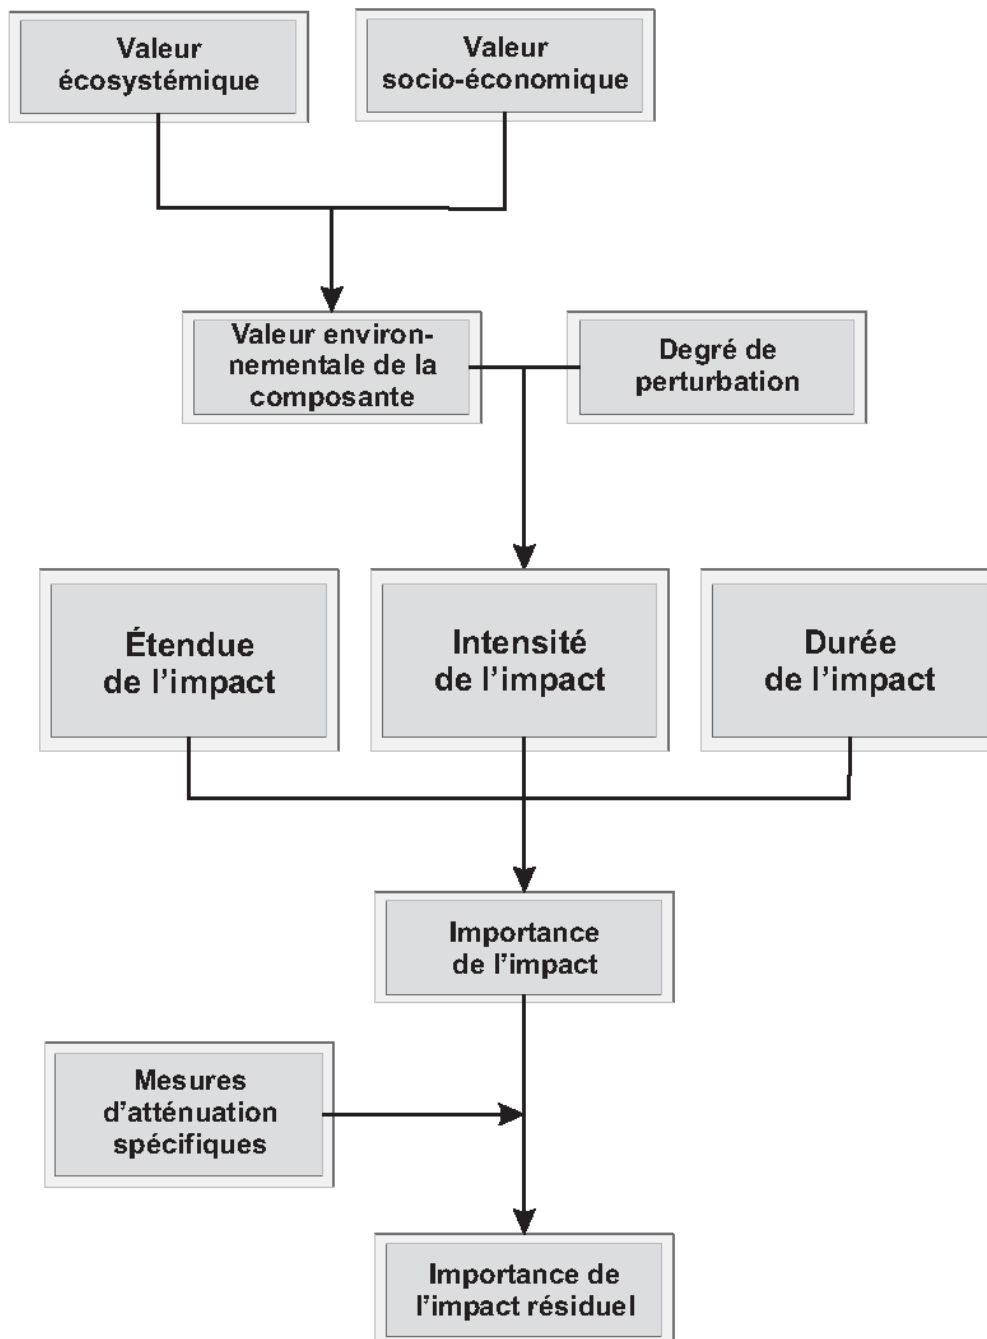 Valeur
écosystémique
Valeur
socio-économique
Valeur environ-
nementale de la
composante
Degré de
perturbation
Étendue
de l'impact
Intensité
de l'impact
Durée
de l'impact
Importance
de l'impact
Mesures
d'atténuation
spécifiques
Importance de
l'impact résiduel